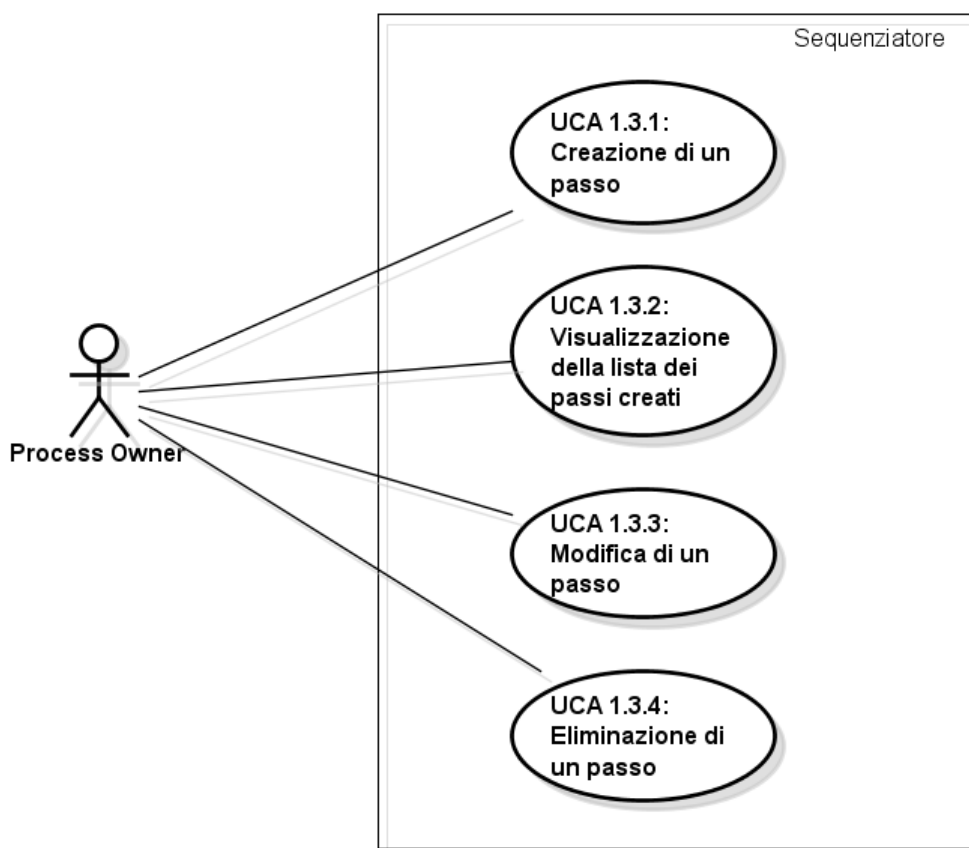 Sequenziatore
UCA 1.3.1:
Creazione di un
passo
UCA 1.3.2:
Visualizzazione
della lista dei
passi creati
Process Owner
UCA 1.3.3:
Modifica di un
passo
UCA 1.3.4:
Eliminazione di
un passo